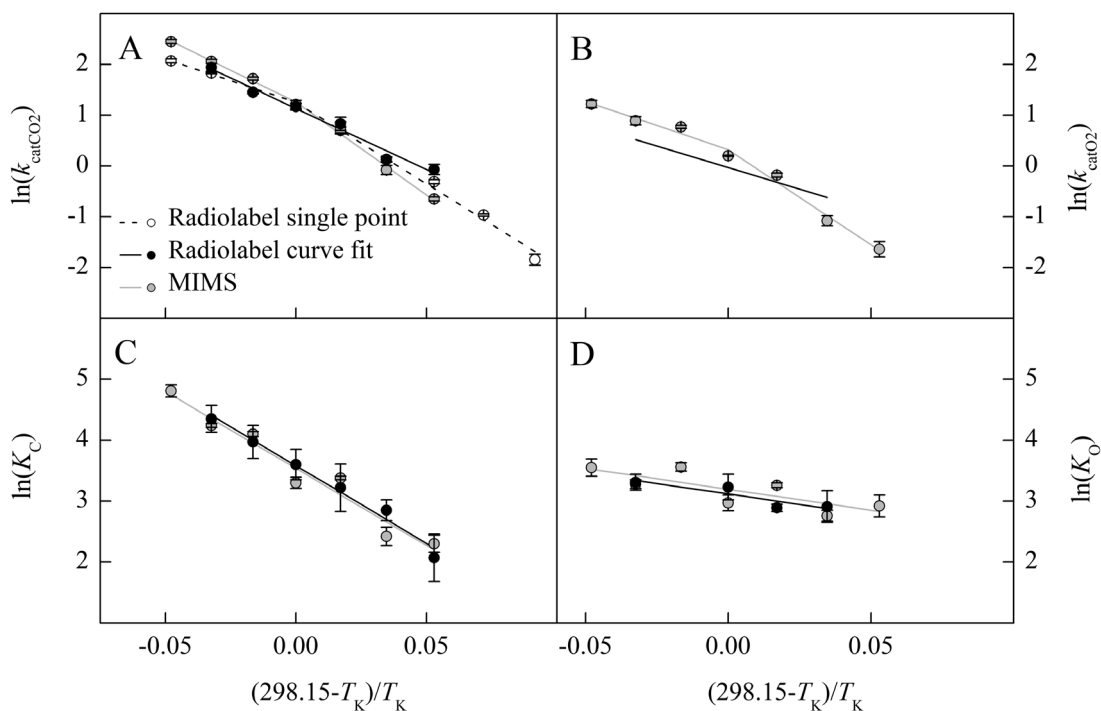 A
B
2
1
0
-1
-2
ln(kcatCO2)
Radiolabel single point
Radiolabel curve fit
MIMS
2
1
0
-1
-2
ln(kcatO2)
C
D
5
4
3
2
ln(KC)
5
4
3
2
ln(KO)
-0.05
0.00
0.05
-0.05
0.00
0.05
(298.15-TK)/TK
(298.15-TK)/TK